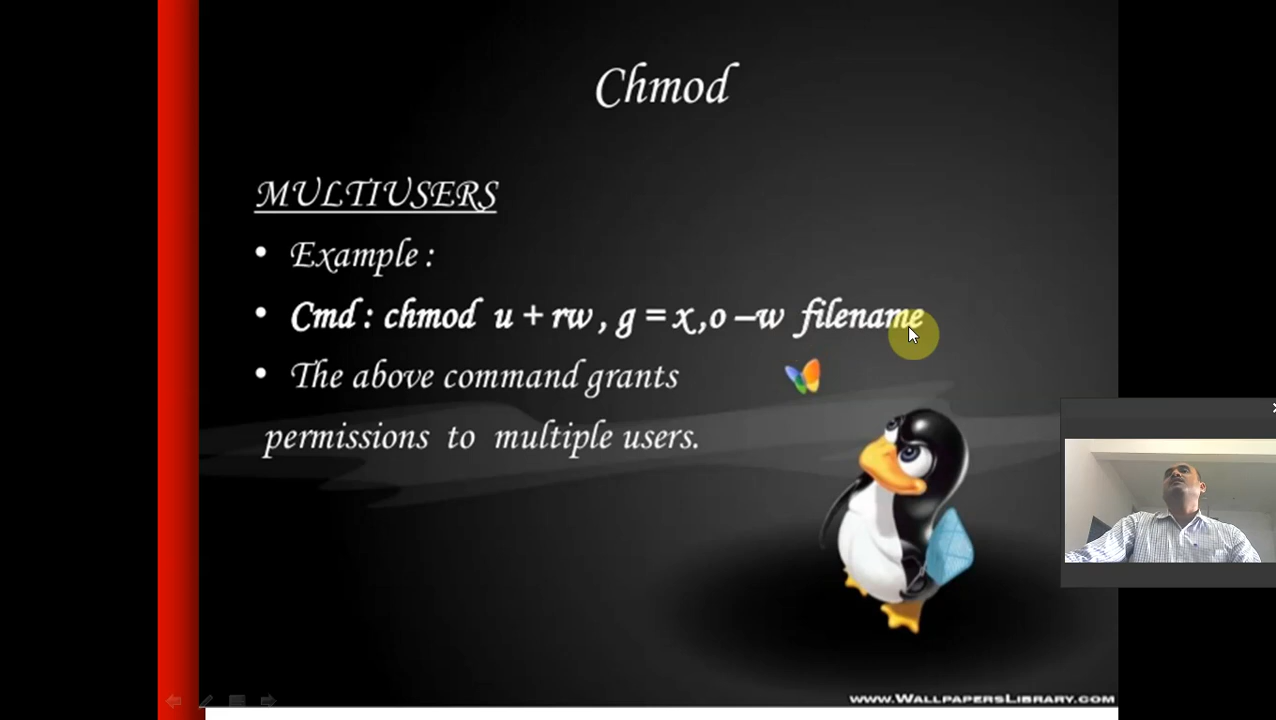 Chmod
MULTIUSERS
• Example :
• Cmd : chmod u + rw , g = x ,o –w filename
• The above command grants
permissions to multiple users.
www.WallpapersLibrary.com